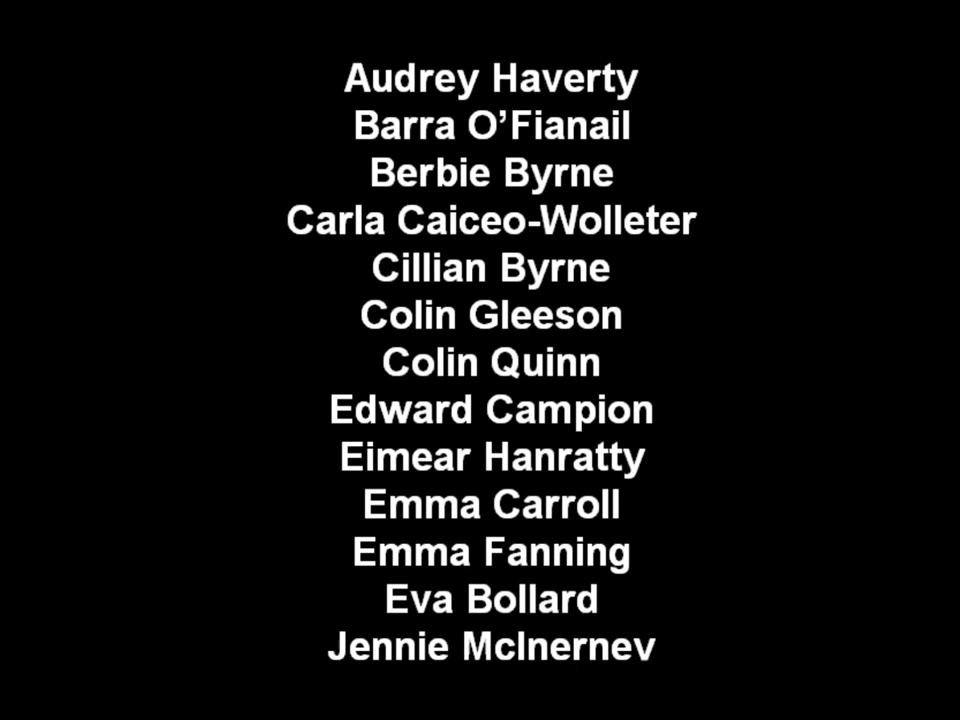 Audrey Haverty
Barra O’Fianail
Berbie Byrne
Carla Caiceo-Wolleter
Cillian Byrne
Colin Gleeson
Colin Quinn
Edward Campion
Eimear Hanratty
Emma Carroll
Emma Fanning
Eva Bollard
Jennie McInerney